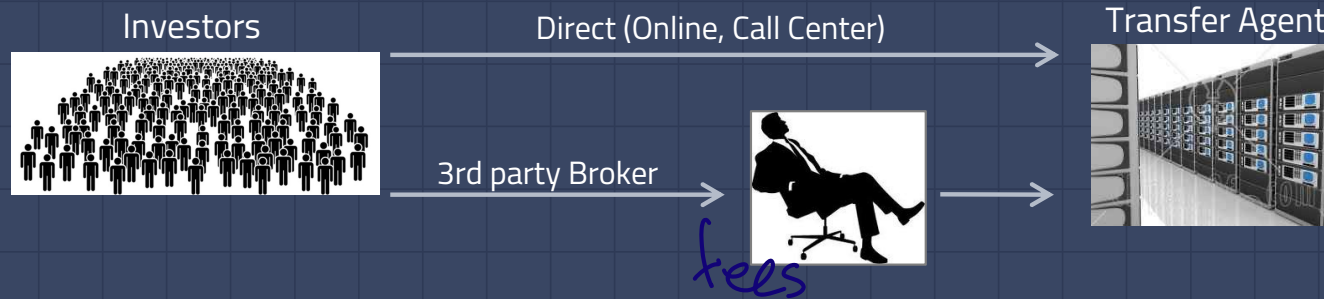 Investors
Direct (Online, Call Center)
Transfer Agent
3rd party Broker
fees